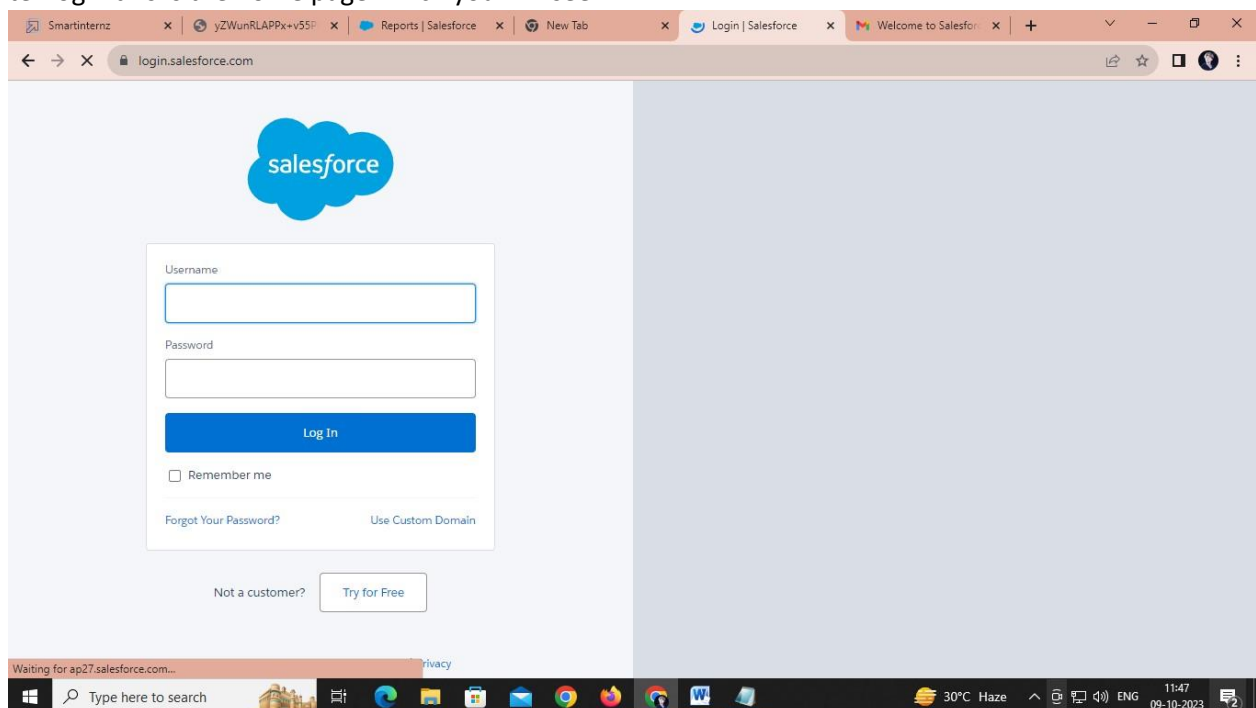 Smartinternz
yZWunRLAPPx+v55P
Reports | Salesforce
New Tab
Login | Salesforce
Welcome to Salesfor
login.salesforce.com
salesforce
Username
Password
Log In
Remember me
Forgot Your Password? Use Custom Domain
Not a customer? Try for Free
Waiting for ap27.salesforce.com...
rivacy
Type here to search
30°C Haze
ENG
11:47
09-10-2023
2